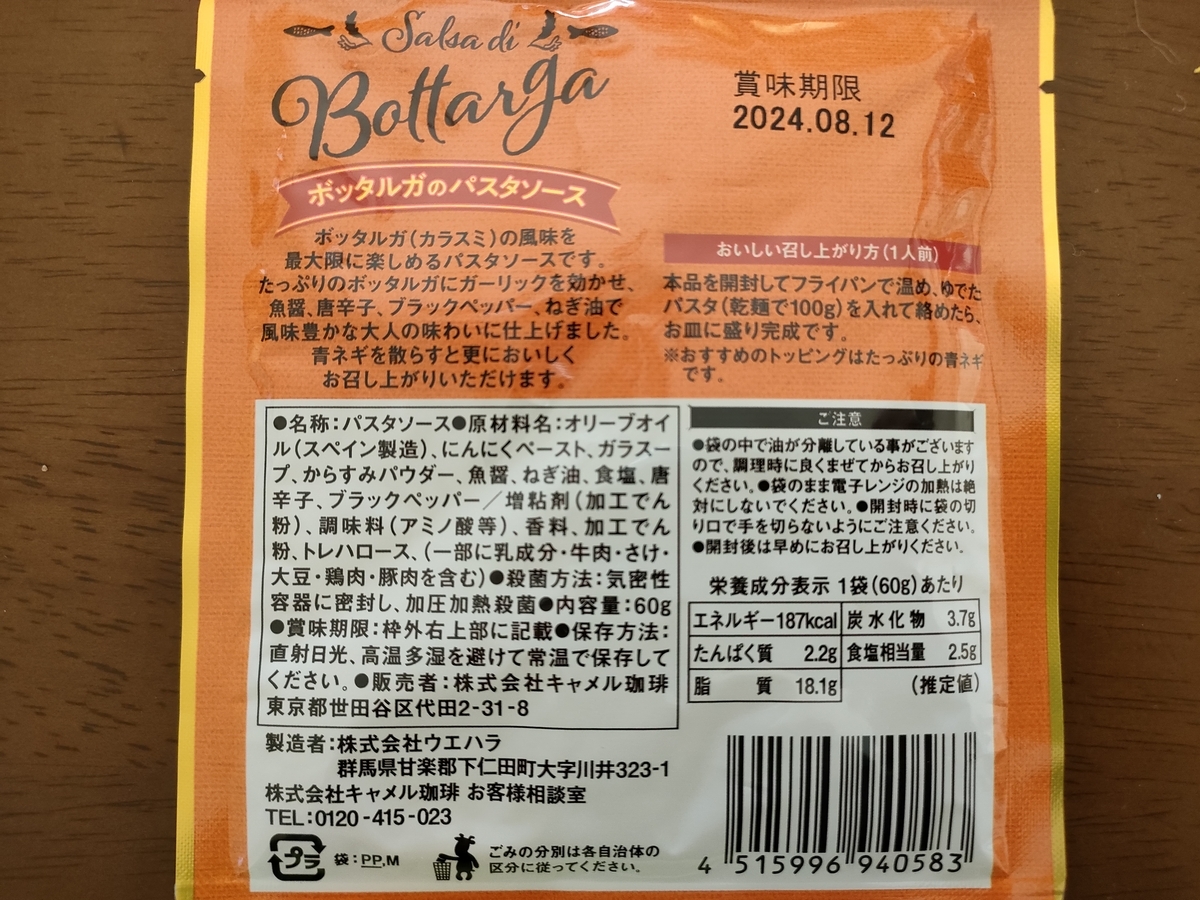 Salsa di
Bottarga
賞味期限
2024.08.12
ボッタルガのパスタソース
ボッタルガ(カラスミ)の風味を
最大限に楽しめるパスタソースです。
たっぷりのボッタルガにガーリックを効かせ、
魚醤、唐辛子、ブラックペッパー、ねぎ油で
風味豊かな大人の味わいに仕上げました。
青ネギを散らすと更においしく
お召し上がりいただけます。
おいしい召し上がり方(1人前)
本品を開封してフライパンで温め、ゆでた
パスタ(乾麺で100g)を入れて絡めたら、
お皿に盛り完成です。
※おすすめのトッピングはたっぷりの青ネギ
です。
●名称:パスタソース●原材料名:オリーブオイ
ル(スペイン製造)、にんにくペースト、ガラスー
プ、からすみパウダー、魚醤、ねぎ油、食塩、唐
辛子、ブラックペッパー/増粘剤(加工でん
粉)、調味料(アミノ酸等)、香料、加工でん
粉、トレハロース、(一部に乳成分・牛肉・さけ・
大豆・鶏肉・豚肉を含む)●殺菌方法:気密性
容器に密封し、加圧加熱殺菌●内容量:60g
●賞味期限:枠外右上部に記載●保存方法:
直射日光、高温多湿を避けて常温で保存して
ください。●販売者:株式会社キャメル珈琲
東京都世田谷区代田2-31-8
製造者:株式会社ウエハラ
群馬県甘楽郡下仁田町大字川井323-1
株式会社キャメル珈琲 お客様相談室
TEL:0120-415-023
プラ
袋:PP,M
ごみの分別は各自治体の
区分に従ってください。
ご注意
●袋の中で油が分離している事がございます
ので、調理時に良くまぜてからお召し上がり
ください。●袋のまま電子レンジの加熱は絶
対にしないでください。●開封時に袋の切
り口で手を切らないようにご注意ください。
●開封後は早めにお召し上がりください。
栄養成分表示 1袋(60g)あたり
エネルギー187kcal 炭水化物 3.7g
たんぱく質 2.2g 食塩相当量 2.5g
脂質 18.1g (推定値)
4 515996 940583